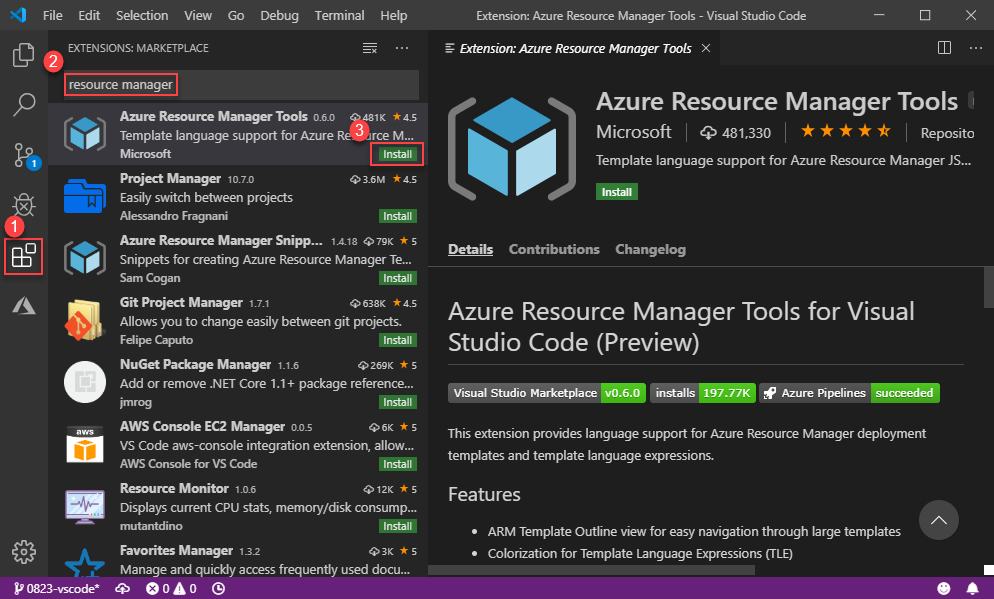 File Edit Selection View Go Debug Terminal Help Extension: Azure Resource Manager Tools - Visual Studio Code
EXTENSIONS: MARKETPLACE
2
resource manager
Azure Resource Manager Tools 0.6.0 481K 4.5
Template language support for Azure Resource M...
3
Microsoft Install
Project Manager 10.7.0 3.6M 4.5
Easily switch between projects
Alessandro Fragnani Install
1
Azure Resource Manager Snipp... 1.4.18 79K 5
Snippets for creating Azure Resource Manager Te...
Sam Cogan Install
Git Project Manager 1.7.1 638K 4.5
Allows you to change easily between git projects.
Felipe Caputo Install
NuGet Package Manager 1.1.6 269K 5
Add or remove .NET Core 1.1+ package reference...
jmrog Install
aws
AWS Console EC2 Manager 0.0.5 6K 5
VS Code aws-console integration extension, allow...
AWS Console for VS Code Install
Resource Monitor 1.0.6 12K 5
Displays current CPU stats, memory/disk consump...
mutantdino Install
Favorites Manager 1.3.2 3K 5
Manage and quickly access frequently used docu...
1
Extension: Azure Resource Manager Tools
Azure Resource Manager Tools
Microsoft 481,330 Reposito
Template language support for Azure Resource Manager JS...
Install
Details Contributions Changelog
Azure Resource Manager Tools for Visual
Studio Code (Preview)
Visual Studio Marketplace v0.6.0 installs 197.77K Azure Pipelines succeeded
This extension provides language support for Azure Resource Manager deployment
templates and template language expressions.
Features
• ARM Template Outline view for easy navigation through large templates
• Colorization for Template Language Expressions (TLE)
0823-vscode* 0 0